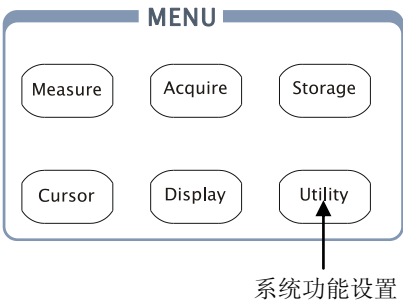 MENU
Measure Acquire Storage
Cursor Display Utility
系统功能设置